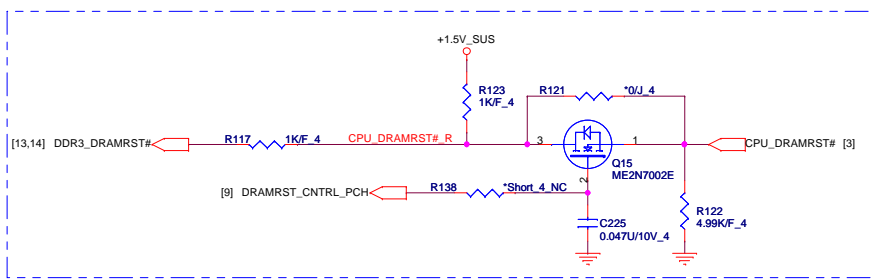 +1.5V_SUS
R123
1K/F_4
R121
*0/J_4
[13,14] DDR3_DRAMRST#
R117
1K/F_4
CPU_DRAMRST#_R
3
1
CPU_DRAMRST# [3]
Q15
ME2N7002E
2
[9] DRAMRST_CNTRL_PCH
R138
*Short_4_NC
R122
4.99K/F_4
C225
0.047U/10V_4